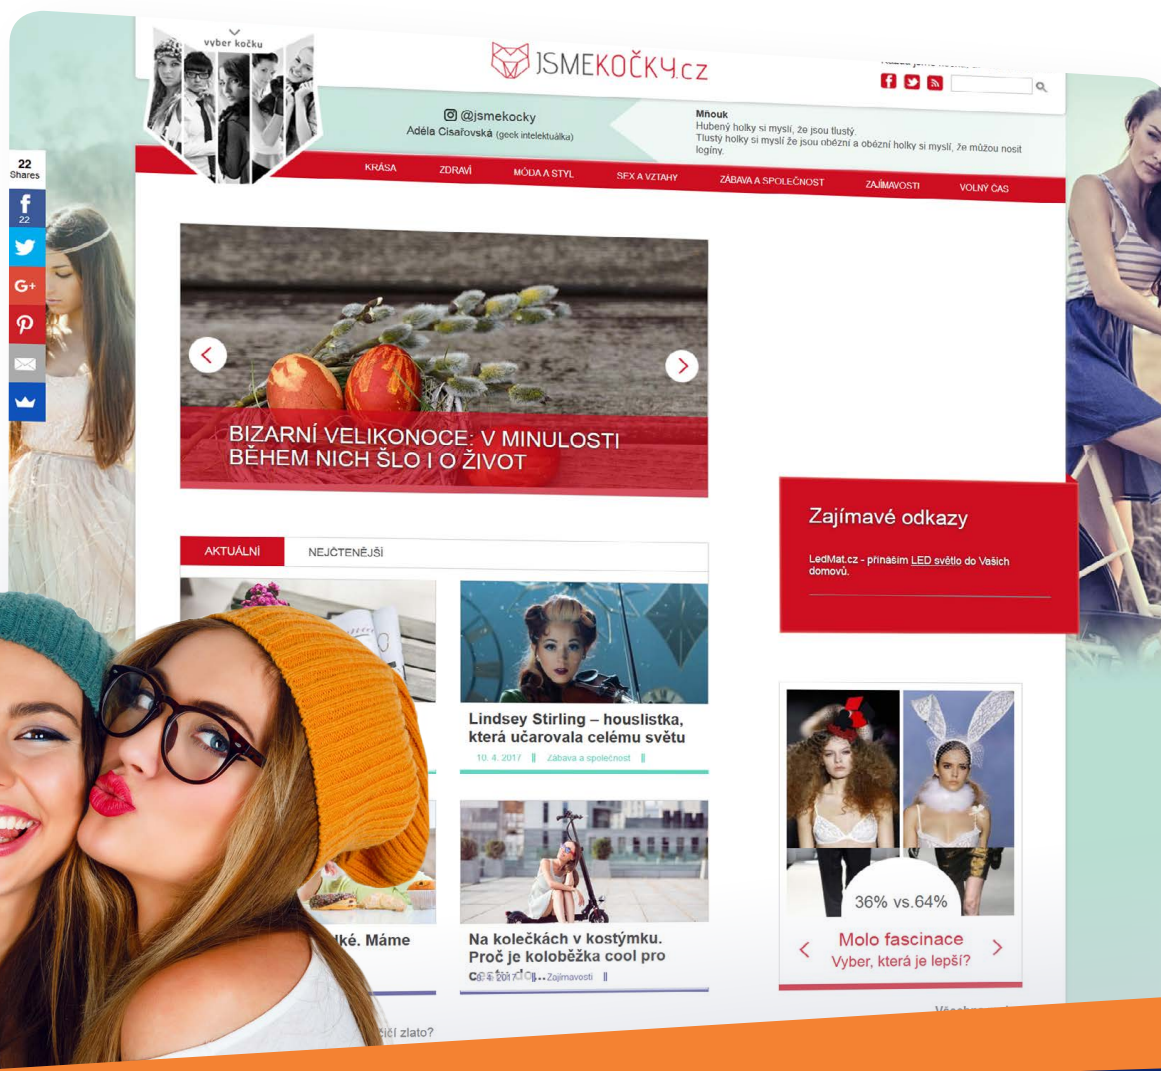 vyber kočku
JSMEKOČKY.cz
@jsmekocky
Adéla Cisařovská (geek intelektuálka)
Mňouk
Hubený holky si myslí, že jsou tlustý.
Tlustý holky si myslí že jsou obézní a obézní holky si myslí, že můžou nosit
legíny.
KRÁSA ZDRAVÍ MÓDA A STYL SEX A VZTAHY ZÁBAVA A SPOLEČNOST ZAJÍMAVOSTI VOLNÝ ČAS
22
Shares
f
22
G+
BIZARNÍ VELIKONOCE: V MINULOSTI
BĚHEM NICH ŠLO I O ŽIVOT
Zajímavé odkazy
LedMat.cz - přináším LED světlo do Vašich
domovů.
AKTUÁLNÍ NEJČTENĚJŠÍ
Lindsey Stirling – houslistka,
která učarovala celému světu
10. 4. 2017 || Zábava a společnost ||
36% vs.64%
Molo fascinace
Vyber, která je lepší?
Máme
Na kolečkách v kostýmku.
Proč je koloběžka cool pro
cestu do...
2017 || Zajímavosti ||
zlato?